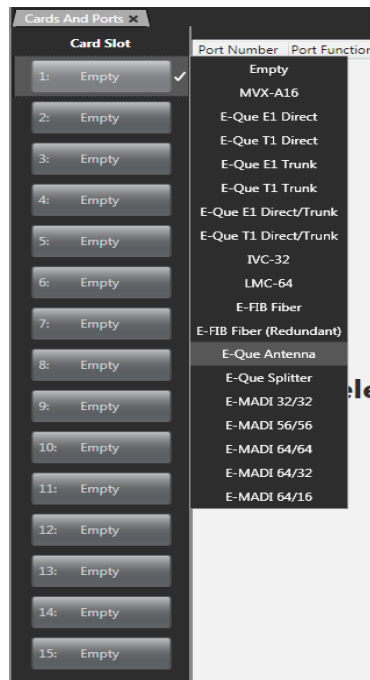 Cards And Ports ×
Card Slot
Port Number Port Function
1: Empty
2: Empty
3: Empty
4: Empty
5: Empty
6: Empty
7: Empty
8: Empty
9: Empty
10: Empty
11: Empty
12: Empty
13: Empty
14: Empty
15: Empty
Empty
MVX-A16
E-Que E1 Direct
E-Que T1 Direct
E-Que E1 Trunk
E-Que T1 Trunk
E-Que E1 Direct/Trunk
E-Que T1 Direct/Trunk
IVC-32
LMC-64
E-FIB Fiber
E-FIB Fiber (Redundant)
E-Que Antenna
E-Que Splitter
E-MADI 32/32
E-MADI 56/56
E-MADI 64/64
E-MADI 64/32
E-MADI 64/16